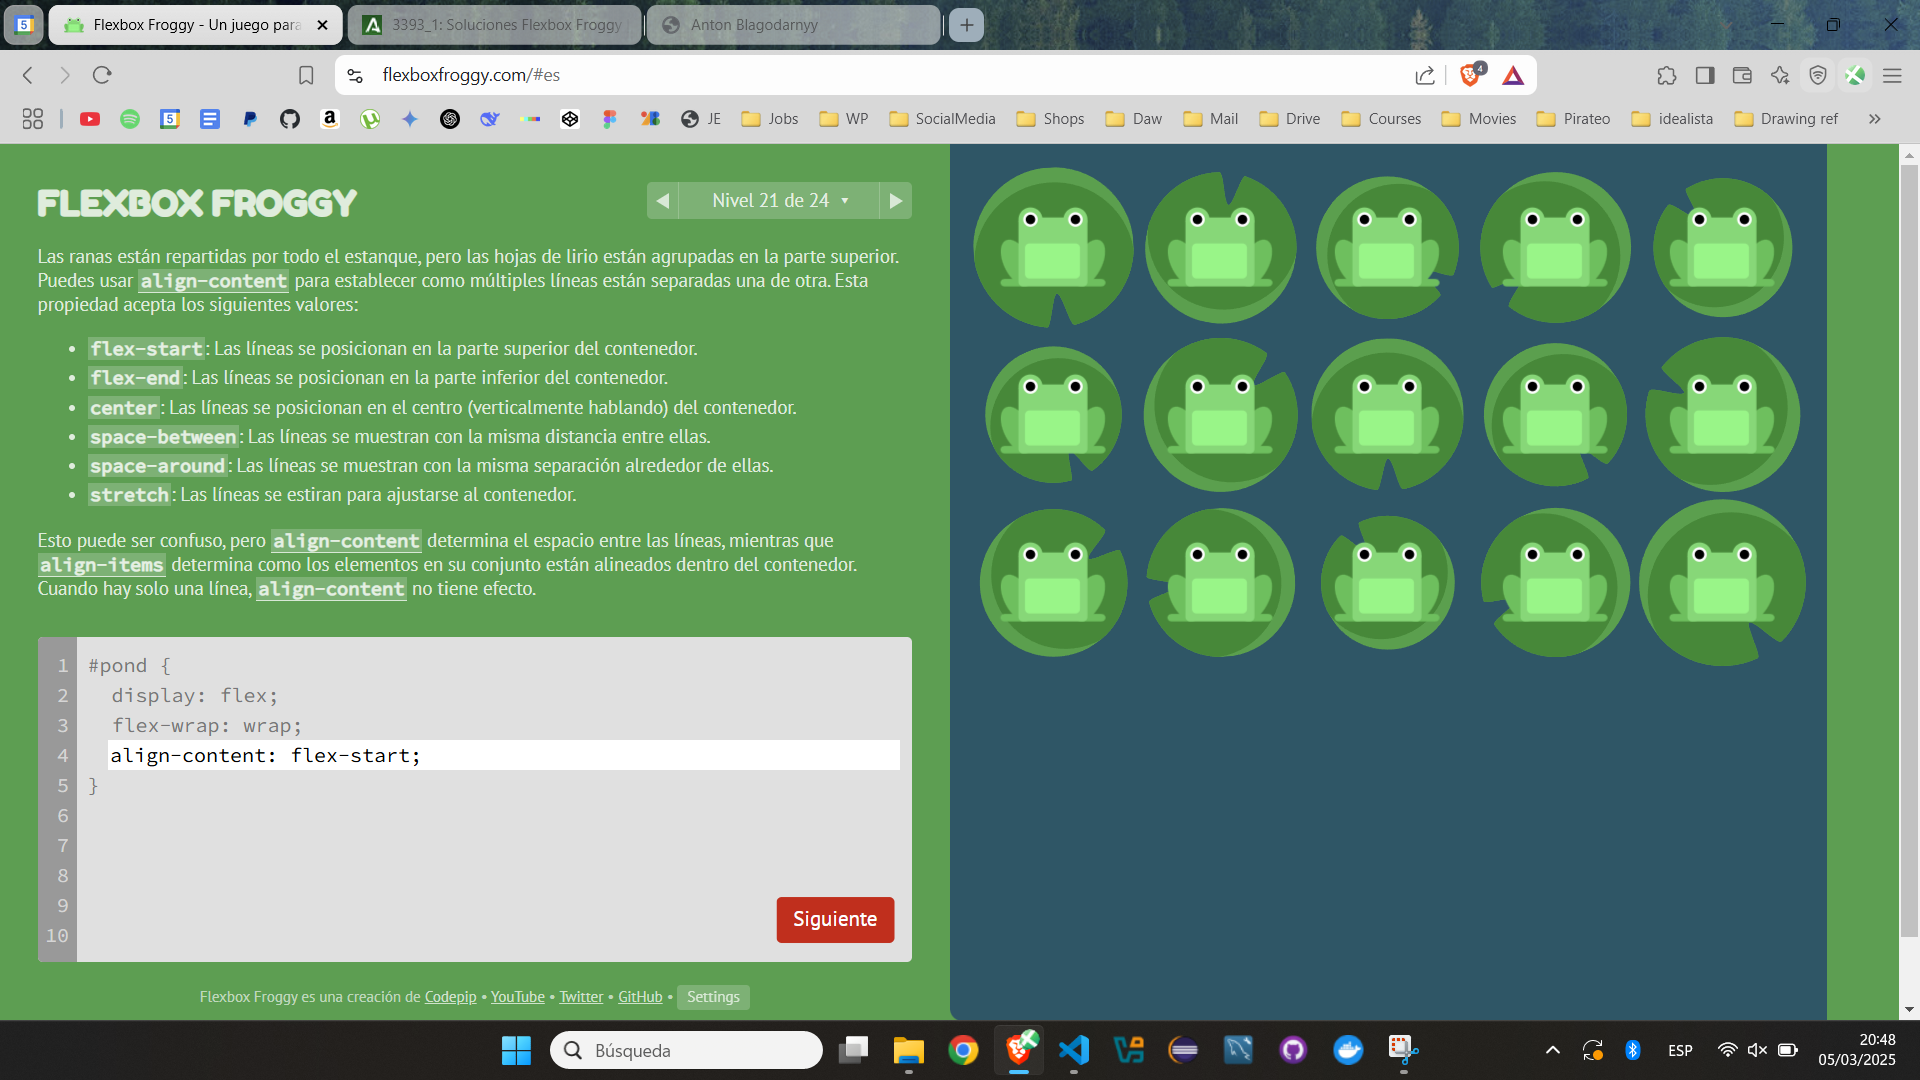 5
Flexbox Froggy - Un juego para
3393_1: Soluciones Flexbox Froggy
Anton Blagodarnyy
flexboxfroggy.com/#es
4
5
JE
Jobs
WP
SocialMedia
Shops
Daw
Mail
Drive
Courses
Movies
Pirateo
idealista
Drawing ref
FLEXBOX FROGGY
Nivel 21 de 24
Las ranas están repartidas por todo el estanque, pero las hojas de lirio están agrupadas en la parte superior.
Puedes usar align-content para establecer como múltiples líneas están separadas una de otra. Esta
propiedad acepta los siguientes valores:
• flex-start: Las líneas se posicionan en la parte superior del contenedor.
• flex-end: Las líneas se posicionan en la parte inferior del contenedor.
• center: Las líneas se posicionan en el centro (verticalmente hablando) del contenedor.
• space-between: Las líneas se muestran con la misma distancia entre ellas.
• space-around: Las líneas se muestran con la misma separación alrededor de ellas.
• stretch: Las líneas se estiran para ajustarse al contenedor.
Esto puede ser confuso, pero align-content determina el espacio entre las líneas, mientras que
align-items determina como los elementos en su conjunto están alineados dentro del contenedor.
Cuando hay solo una línea, align-content no tiene efecto.
1 #pond {
2 display: flex;
3 flex-wrap: wrap;
4 align-content: flex-start;
5 }
6
7
8
9
10
Siguiente
Flexbox Froggy es una creación de Codepip • YouTube • Twitter • GitHub • Settings
Búsqueda
ESP
20:48
05/03/2025